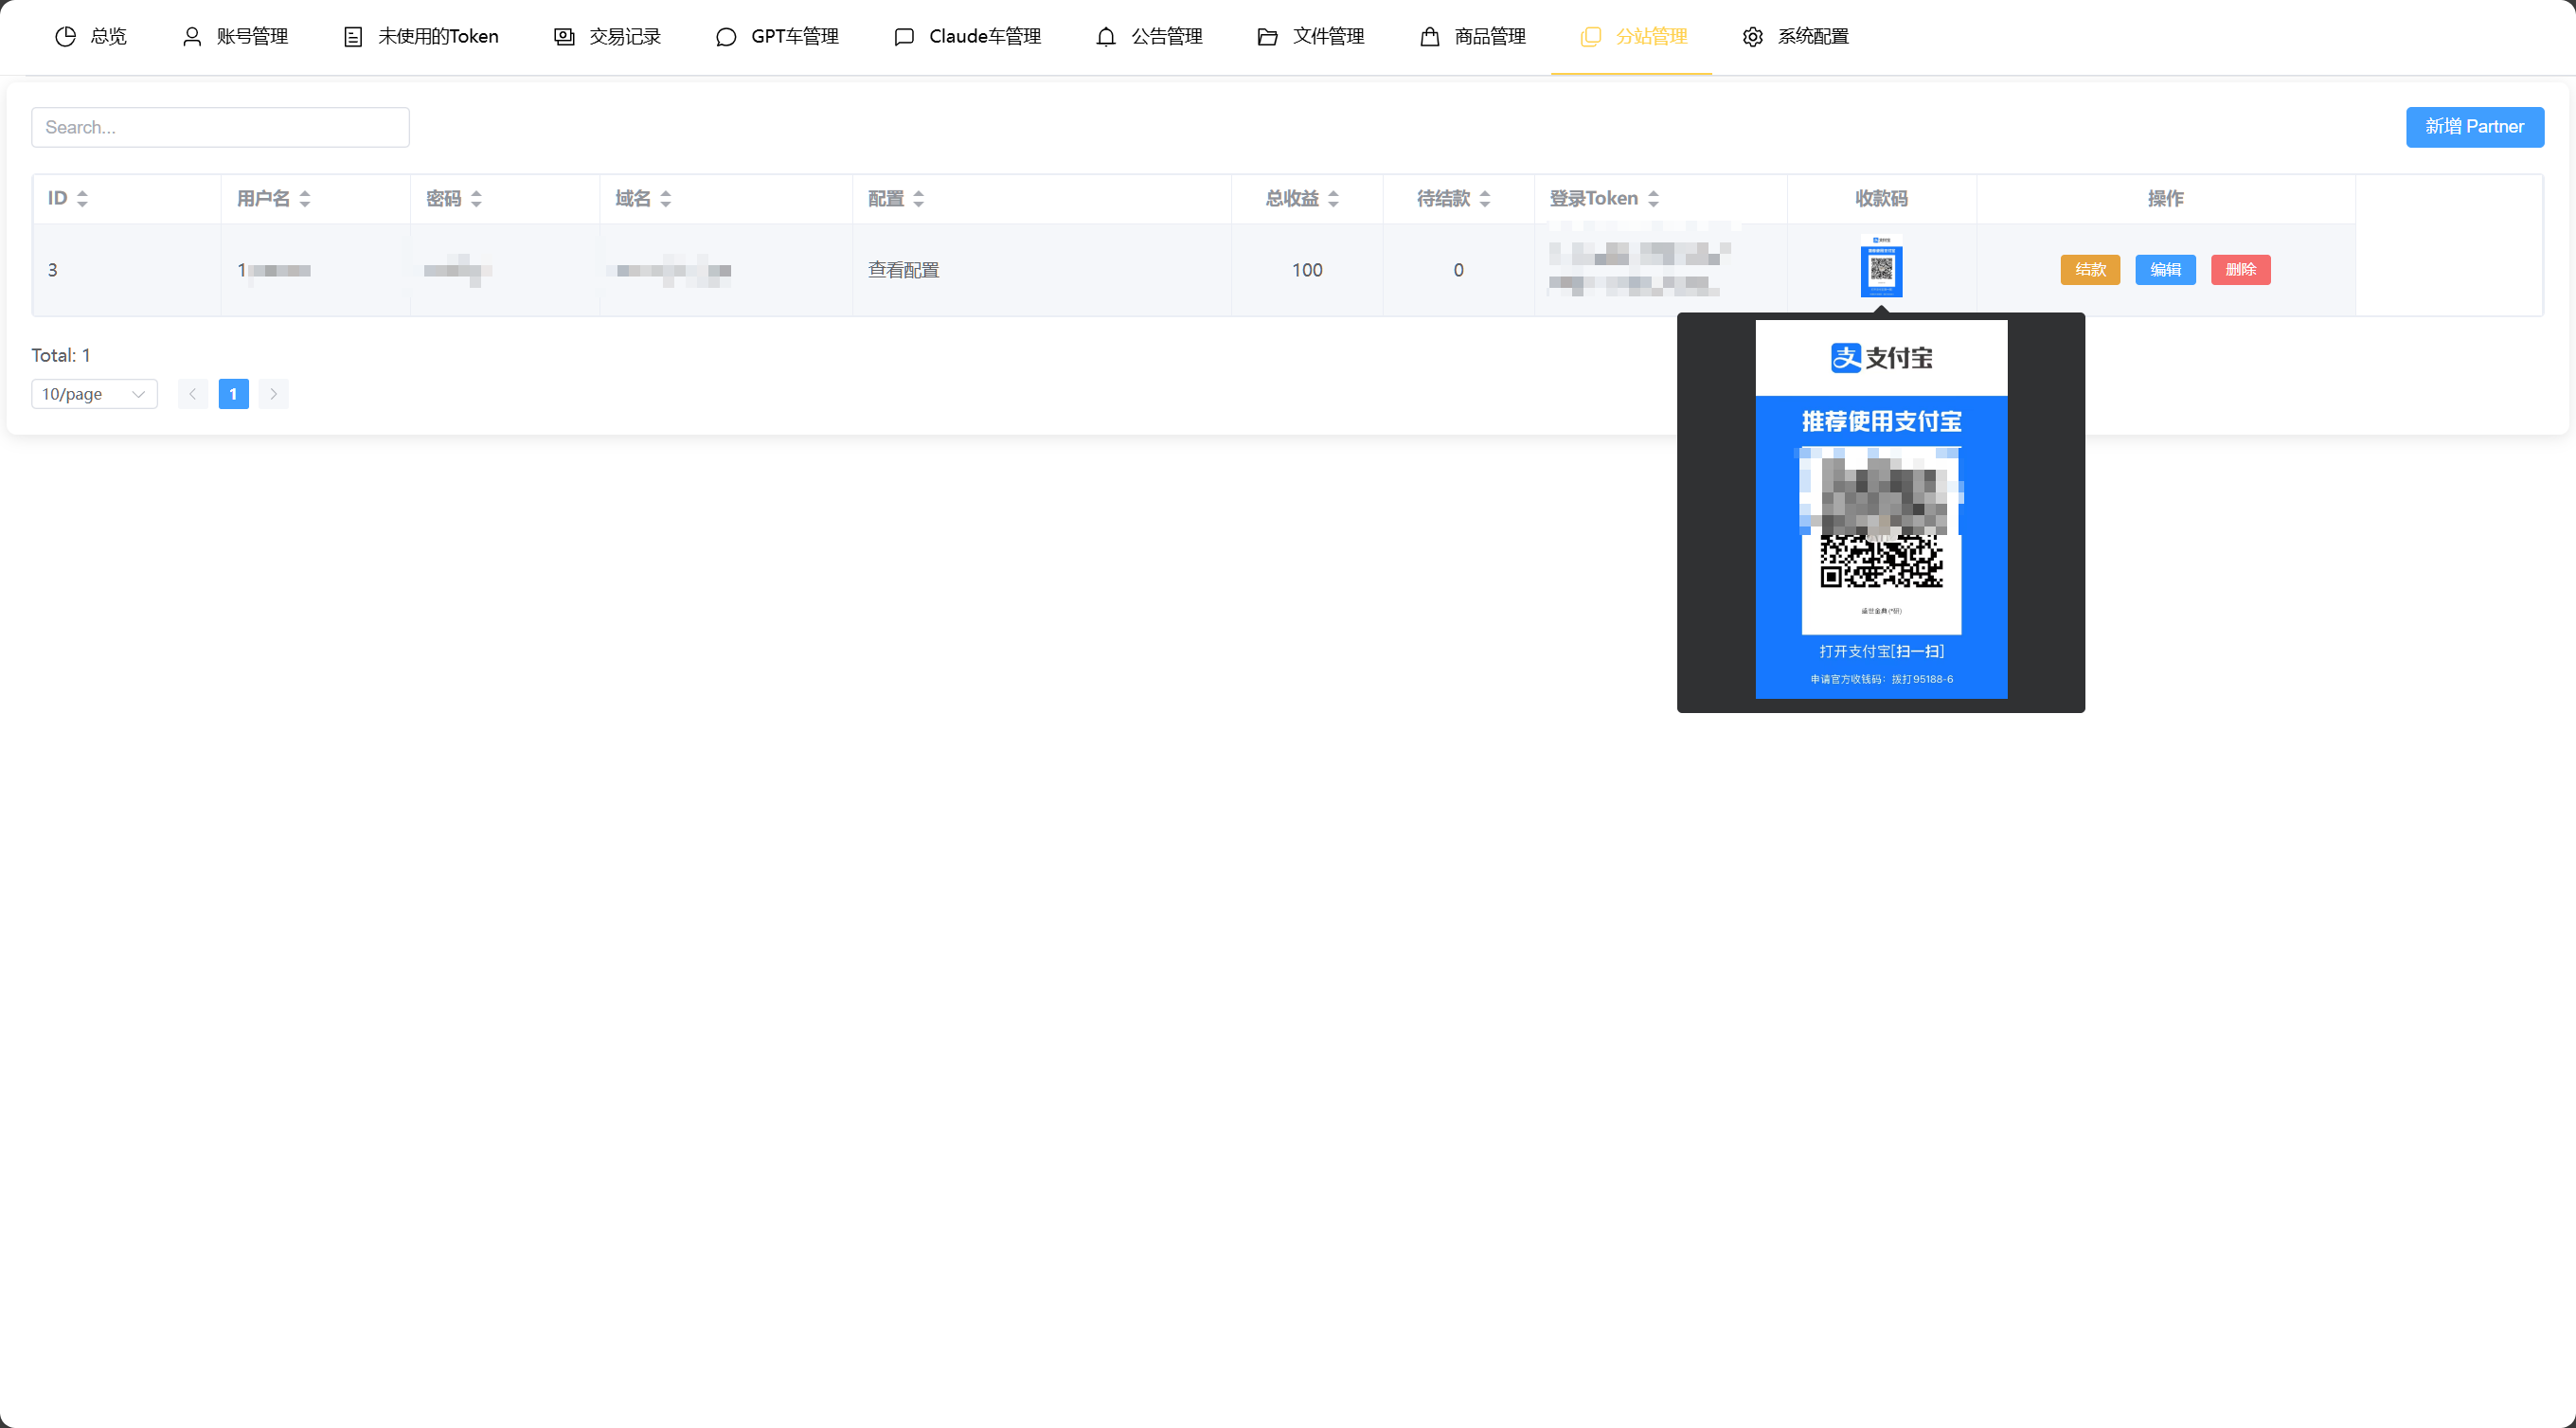 总览 账号管理 未使用的Token 交易记录 GPT车管理 Claude车管理 公告管理 文件管理 商品管理 分站管理 系统配置
Search... 新增 Partner
ID 用户名 密码 域名 配置 总收益 待结款 登录Token 收款码 操作
3 1 查看配置 100 0 结款 编辑 删除
Total: 1
10/page 1
支付宝
推荐使用支付宝
打开支付宝[扫一扫]
申请官方收钱码：拨打95188-6